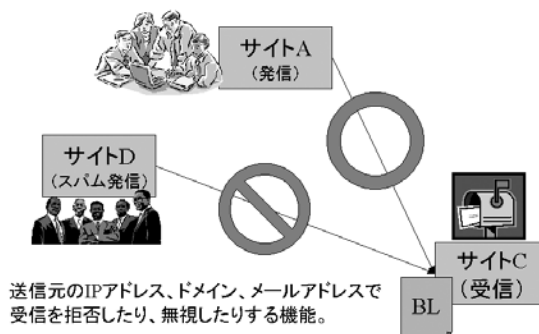 サイトA
(発信)
サイトD
(スパム発信)
サイトC
(受信)
BL
送信元のIPアドレス、ドメイン、メールアドレスで
受信を拒否したり、無視したりする機能。